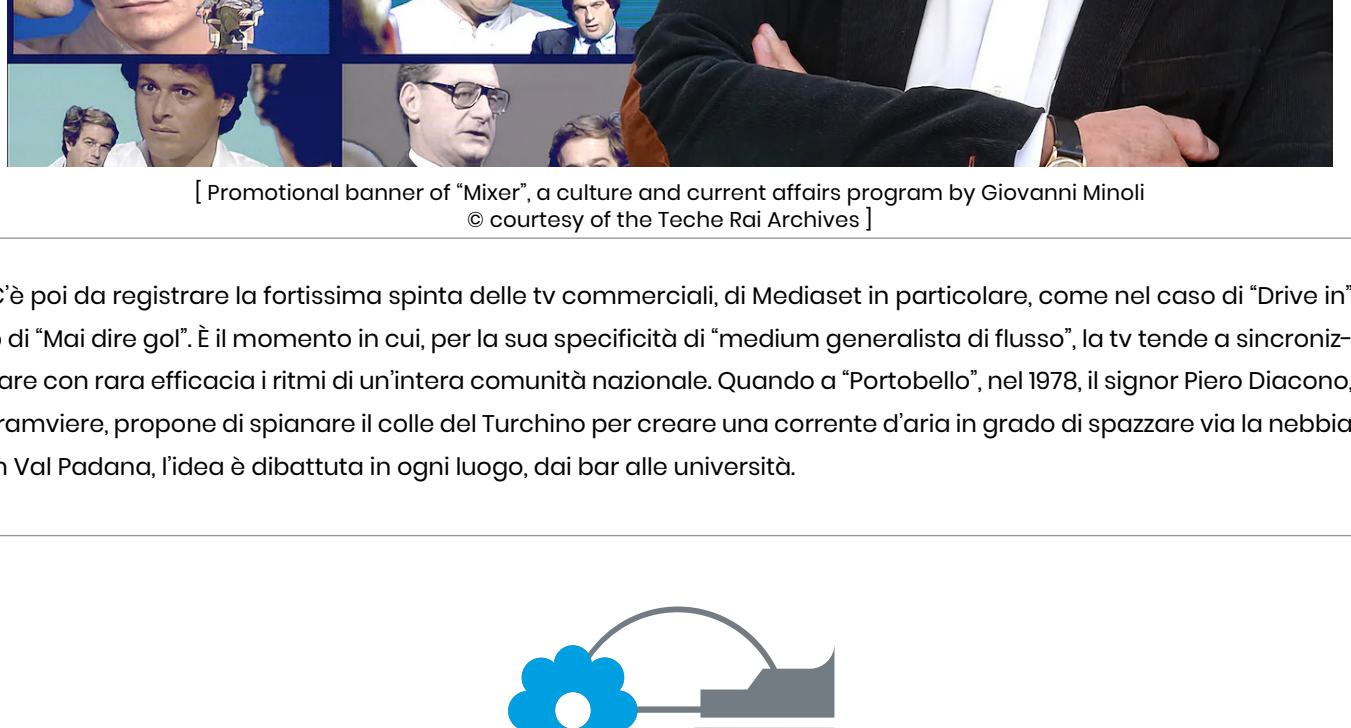 [ Promotional banner of “Mixer”, a culture and current affairs program by Giovanni Minoli
© courtesy of the Teche Rai Archives ]
C’è poi da registrare la fortissima spinta delle tv commerciali, di Mediaset in particolare, come nel caso di “Drive in”
o di “Mai dire gol”. È il momento in cui, per la sua specificità di “medium generalista di flusso”, la tv tende a sincroniz-
are con rara efficacia i ritmi di un’intera comunità nazionale. Quando a “Portobello”, nel 1978, il signor Piero Diacono,
ramviere, propone di spianare il colle del Turchino per creare una corrente d’aria in grado di spazzare via la nebbia
n Val Padana, l’idea è dibattuta in ogni luogo, dai bar alle università.